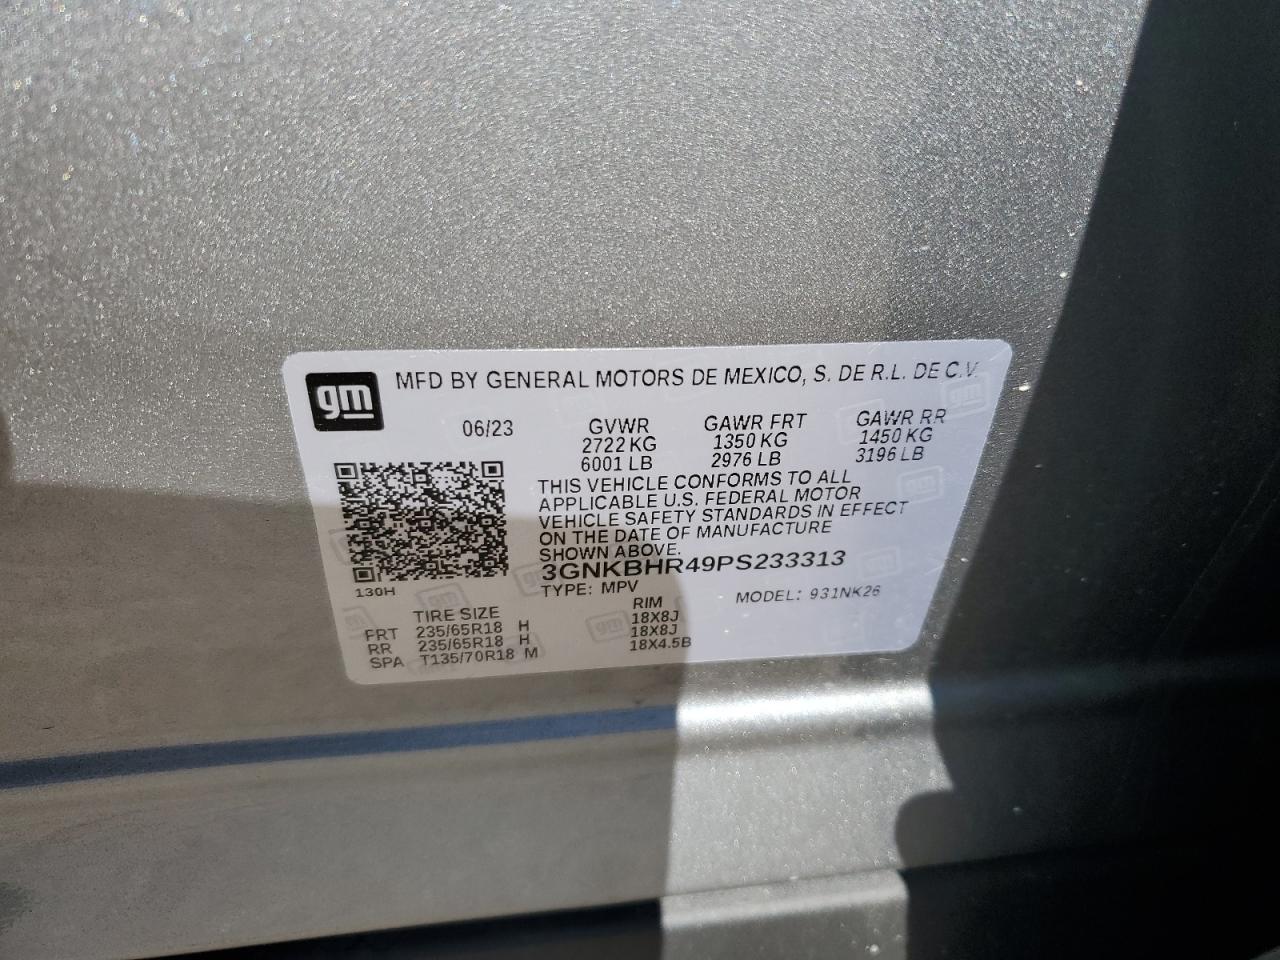 gm MFD BY GENERAL MOTORS DE MEXICO, S. DE R.L. DE C.V.
06/23 GVWR GAWR FRT GAWR RR
2722 KG 1350 KG 1450 KG
6001 LB 2976 LB 3196 LB
THIS VEHICLE CONFORMS TO ALL
APPLICABLE U.S. FEDERAL MOTOR
VEHICLE SAFETY STANDARDS IN EFFECT
ON THE DATE OF MANUFACTURE
SHOWN ABOVE.
3GNKBHR49PS233313
130H TYPE: MPV MODEL: 931NK26
TIRE SIZE RIM
FRT 235/65R18 H 18X8J
RR 235/65R18 H 18X8J
SPA T135/70R18 M 18X4.5B